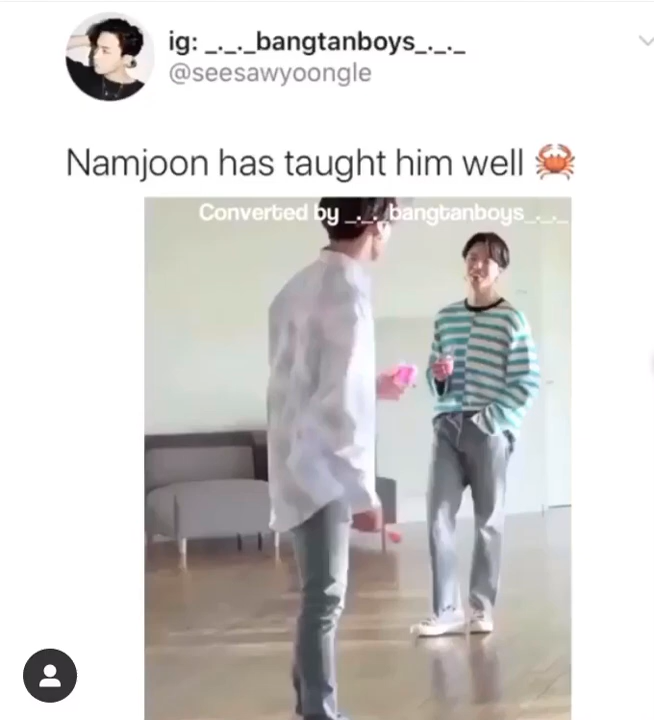 ig: _._._bangtanboys_._._
@seesawyoongle
Namjoon has taught him well 🦀
Converted by _._._bangtanboys_._._